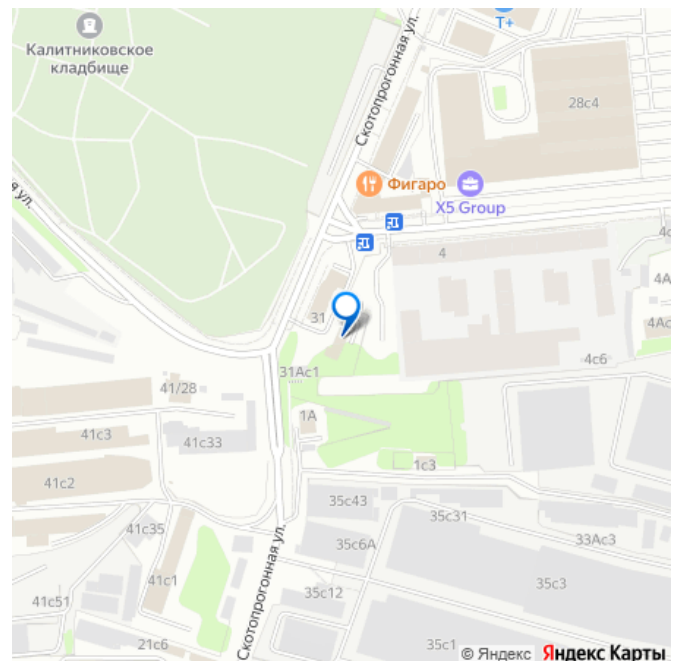 T+
Калитниковское
кладбище
Скотопрогонная ул.
28с4
Фигаро
X5 Group
я ул.
4
4с
4А
31
4Ас
31Ас1
4с6
41/28
1А
41с3
41с33
1с3
41с2
35с43
35с31
41с35
35с6А
33Ас3
41с1
35с12
35с3
41с51
Скотопрогонная ул.
21с6
35с1
© Яндекс Яндекс Карты